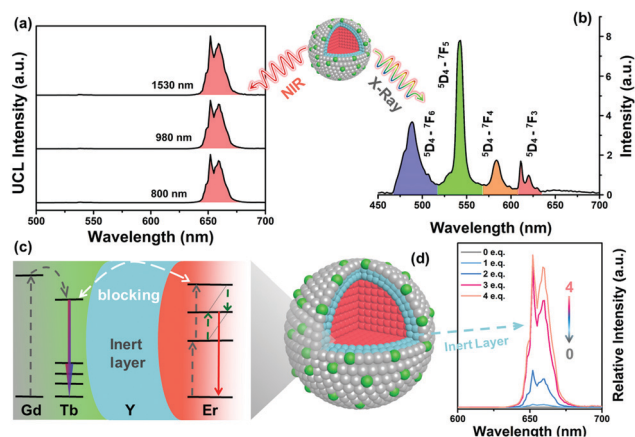 (a)
UCL Intensity (a.u.)
1530 nm
980 nm
800 nm
500 550 600 650 700
Wavelength (nm)
NIR
X-Ray
(b)
Intensity (a.u.)
8
6
4
2
0
⁵D₄ - ⁷F₆
⁵D₄ - ⁷F₅
⁵D₄ - ⁷F₄
⁵D₄ - ⁷F₃
450 500 550 600 650 700
Wavelength (nm)
(c)
blocking
Inert
layer
Gd Tb Y Er
Inert Layer
(d)
0 e.q.
1 e.q.
2 e.q.
3 e.q.
4 e.q.
4
0
Relative Intensity (a.u.)
600 650 700
Wavelength (nm)